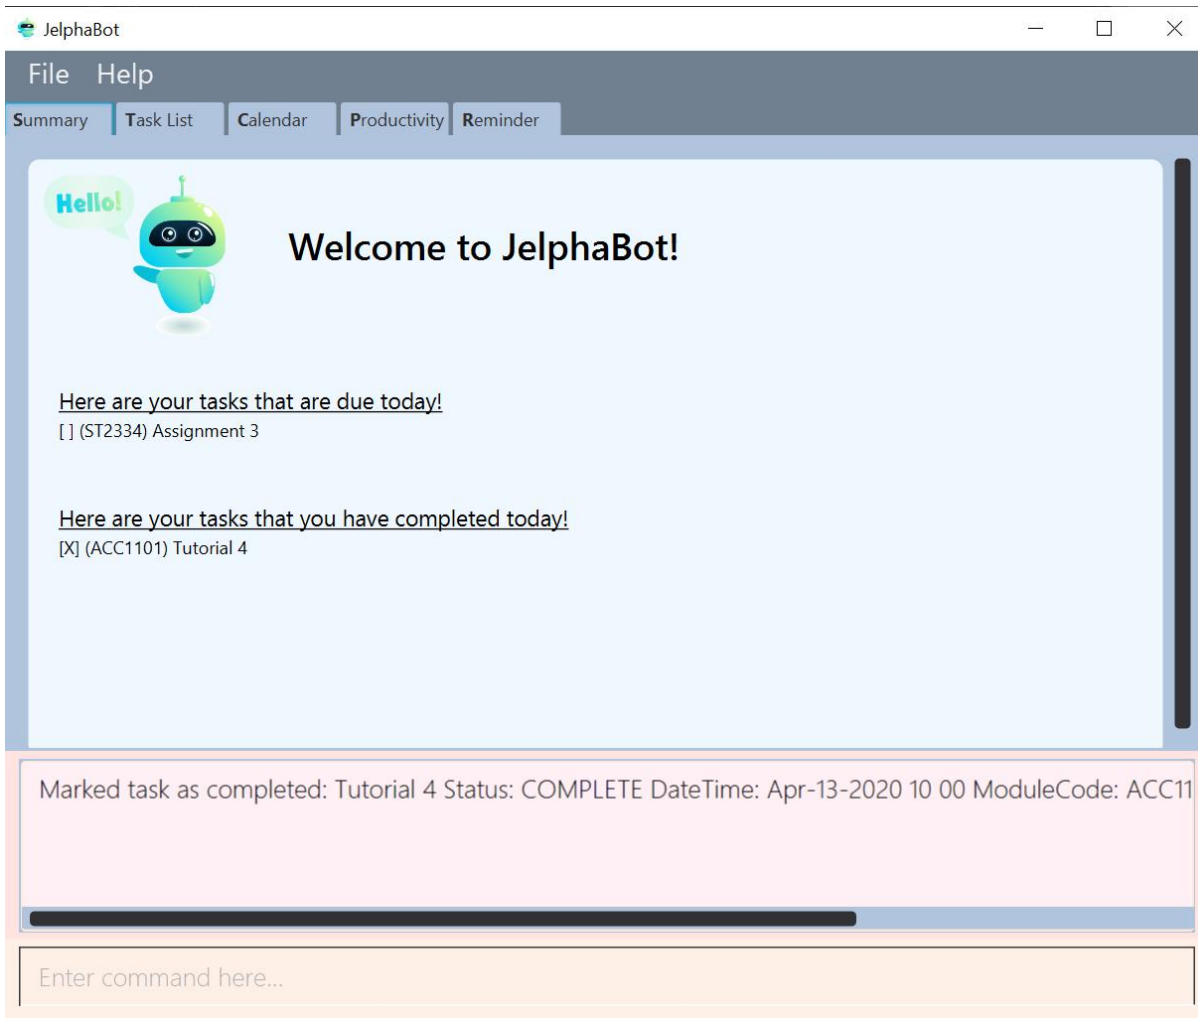 JelphaBot
File Help
Summary Task List Calendar Productivity Reminder
Hello!
Welcome to JelphaBot!
Here are your tasks that are due today!
[ ] (ST2334) Assignment 3
Here are your tasks that you have completed today!
[X] (ACC1101) Tutorial 4
Marked task as completed: Tutorial 4 Status: COMPLETE DateTime: Apr-13-2020 10 00 ModuleCode: ACC11
Enter command here...